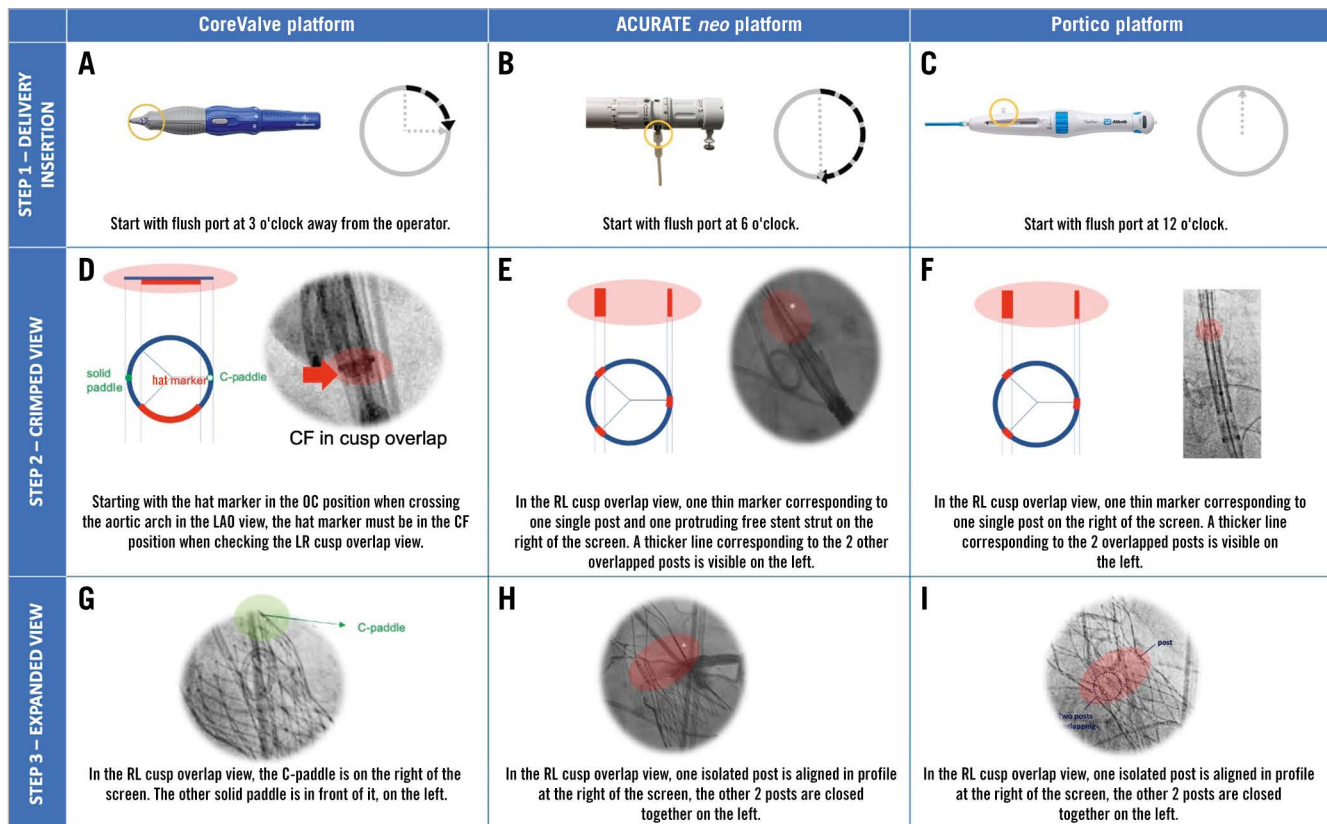 CoreValve platform
ACURATE neo platform
Portico platform
STEP 1 – DELIVERY
INSERTION
A
Start with flush port at 3 o'clock away from the operator.
B
Start with flush port at 6 o'clock.
C
Abbott
Start with flush port at 12 o'clock.
STEP 2 – CRIMPED VIEW
D
solid
paddle
hat marker
C-paddle
CF in cusp overlap
Starting with the hat marker in the OC position when crossing
the aortic arch in the LAO view, the hat marker must be in the CF
position when checking the LR cusp overlap view.
E
*
In the RL cusp overlap view, one thin marker corresponding to
one single post and one protruding free stent strut on the
right of the screen. A thicker line corresponding to the 2 other
overlapped posts is visible on the left.
F
In the RL cusp overlap view, one thin marker corresponding to
one single post on the right of the screen. A thicker line
corresponding to the 2 overlapped posts is visible on
the left.
STEP 3 – EXPANDED VIEW
G
C-paddle
In the RL cusp overlap view, the C-paddle is on the right of the
screen. The other solid paddle is in front of it, on the left.
H
*
In the RL cusp overlap view, one isolated post is aligned in profile
at the right of the screen, the other 2 posts are closed
together on the left.
I
post
Two posts
In the RL cusp overlap view, one isolated post is aligned in profile
at the right of the screen, the other 2 posts are closed
together on the left.